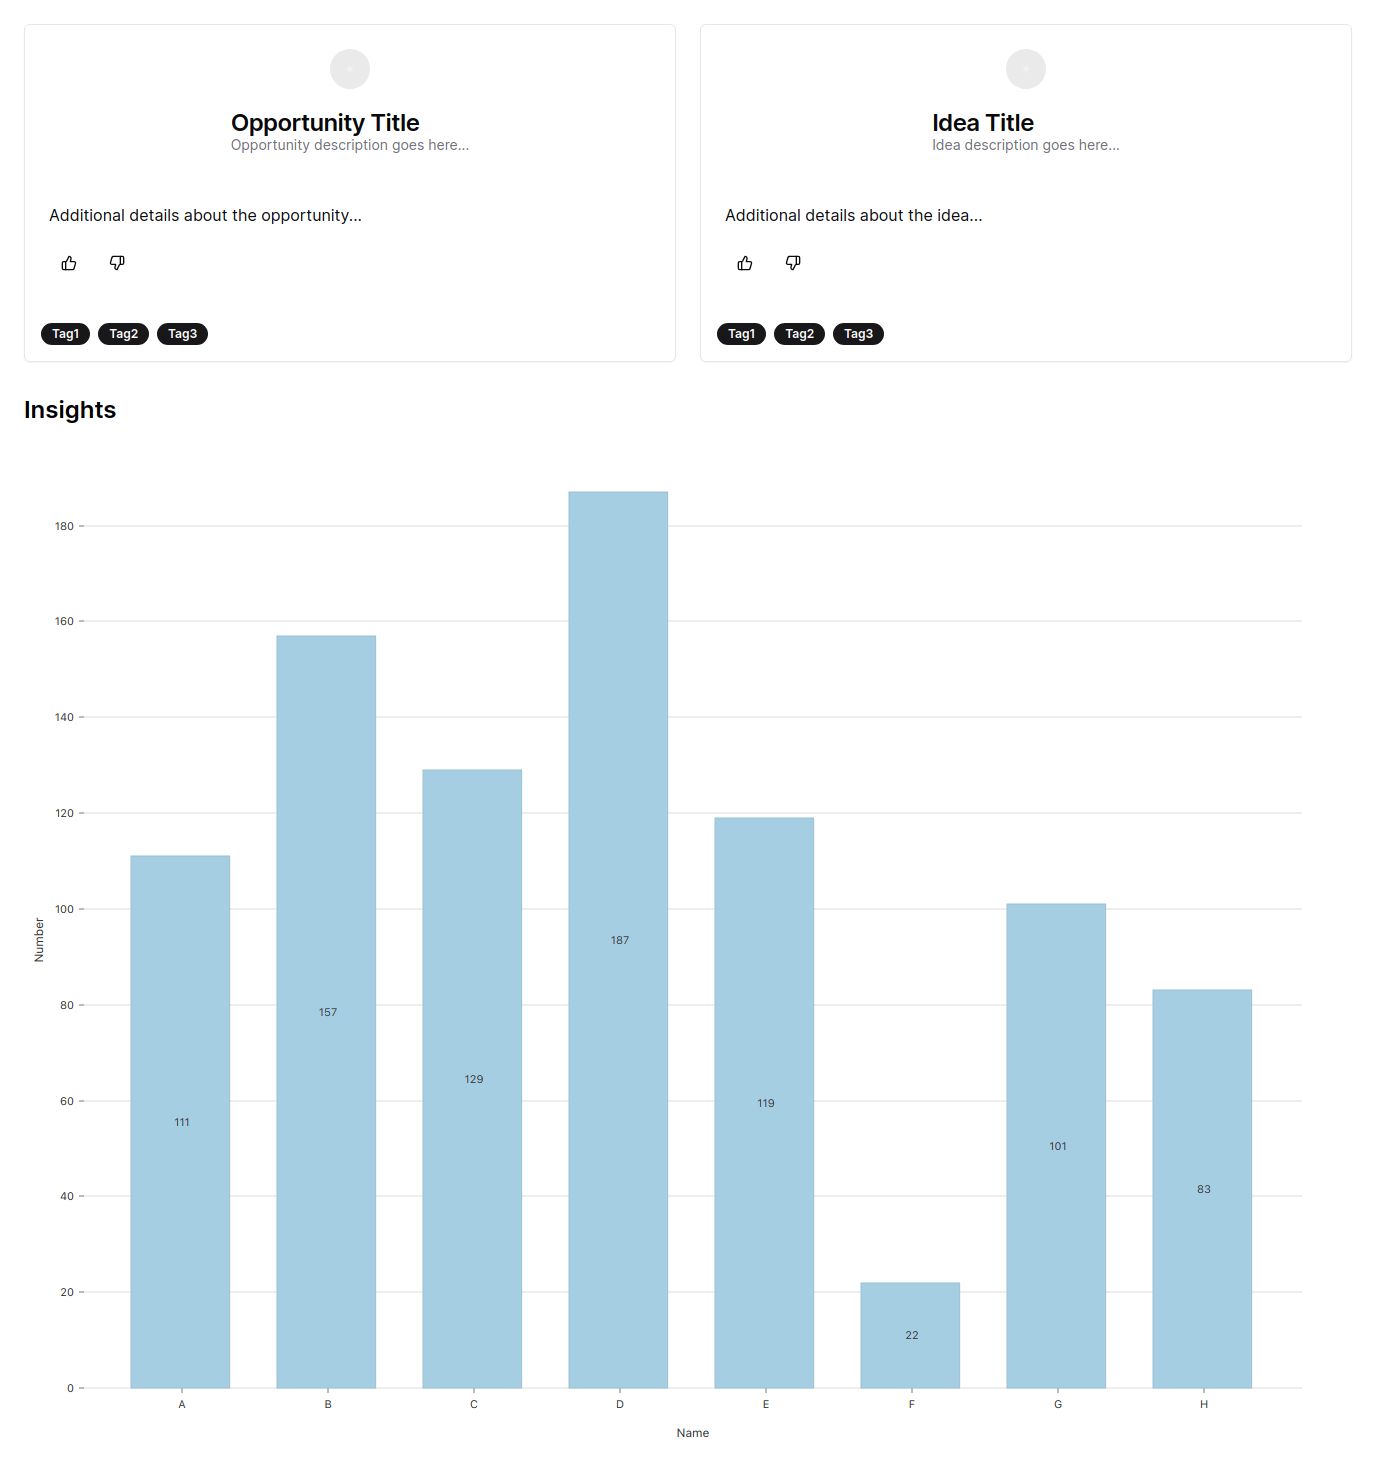 Opportunity Title
Opportunity description goes here...
Additional details about the opportunity...
Tag1 Tag2 Tag3
Idea Title
Idea description goes here...
Additional details about the idea...
Tag1 Tag2 Tag3
Insights
Number
180
160
140
120
100
80
60
40
20
0
111
157
129
187
119
22
101
83
A B C D E F G H
Name